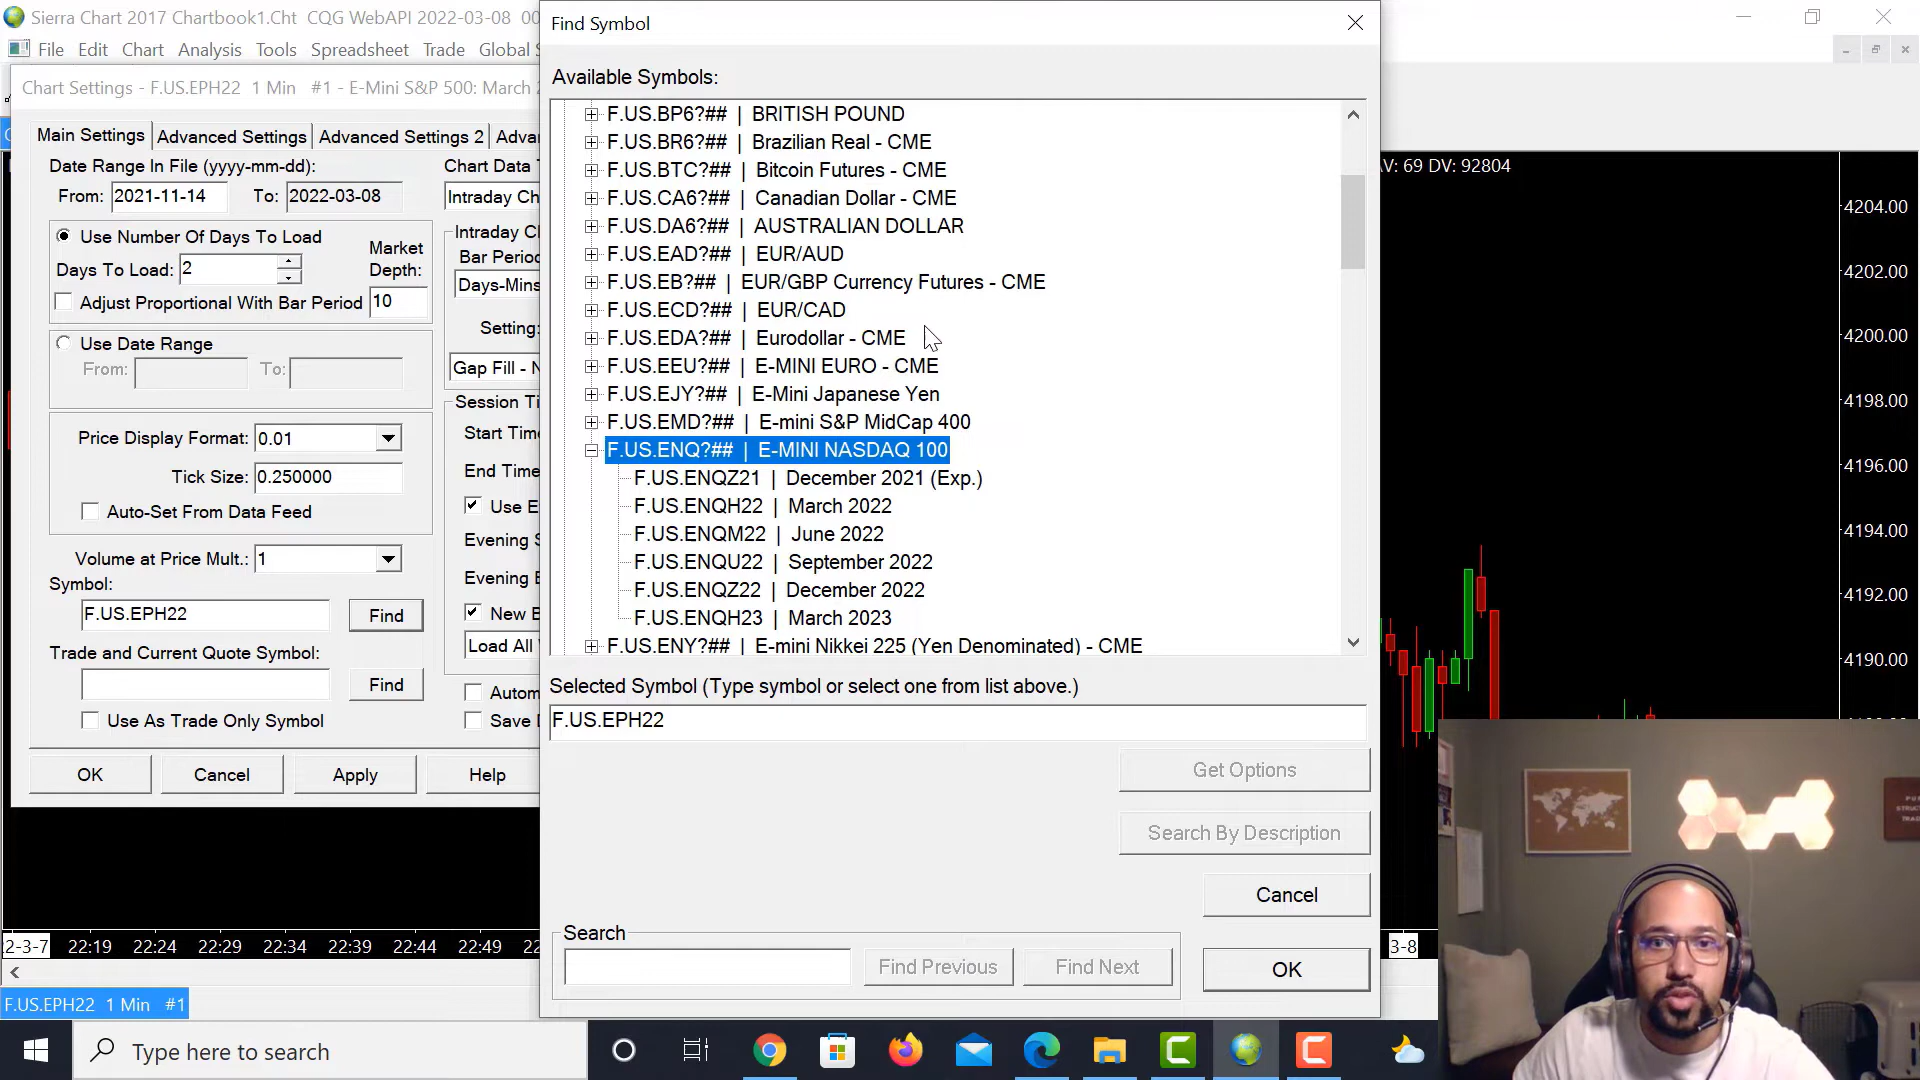 Sierra Chart 2017 Chartbook1.Cht CQG WebAPI 2022-03-08 00
File Edit Chart Analysis Tools Spreadsheet Trade Global S
Chart Settings - F.US.EPH22 1 Min #1 - E-Mini S&P 500: March 2
Main Settings Advanced Settings Advanced Settings 2 Adva
Date Range In File (yyyy-mm-dd):
From: 2021-11-14 To: 2022-03-08
Use Number Of Days To Load
Days To Load: 2
Market Depth:
Adjust Proportional With Bar Period
10
Use Date Range
From: To:
Price Display Format: 0.01
Tick Size: 0.250000
Auto-Set From Data Feed
Volume at Price Mult.: 1
Symbol:
F.US.EPH22 Find
Trade and Current Quote Symbol:
Find
Use As Trade Only Symbol
OK Cancel Apply Help
Chart Data T
Intraday Ch
Intraday C
Bar Perio
Days-Mins
Setting:
Gap Fill - N
Session Ti
Start Time
End Time
Use E
Evening S
Evening E
New E
Load All
Autom
Save D
Find Symbol
Available Symbols:
F.US.BP6?## | BRITISH POUND
F.US.BR6?## | Brazilian Real - CME
F.US.BTC?## | Bitcoin Futures - CME
F.US.CA6?## | Canadian Dollar - CME
F.US.DA6?## | AUSTRALIAN DOLLAR
F.US.EAD?## | EUR/AUD
F.US.EB?## | EUR/GBP Currency Futures - CME
F.US.ECD?## | EUR/CAD
F.US.EDA?## | Eurodollar - CME
F.US.EEU?## | E-MINI EURO - CME
F.US.EJY?## | E-Mini Japanese Yen
F.US.EMD?## | E-mini S&P MidCap 400
F.US.ENQ?## | E-MINI NASDAQ 100
F.US.ENQZ21 | December 2021 (Exp.)
F.US.ENQH22 | March 2022
F.US.ENQM22 | June 2022
F.US.ENQU22 | September 2022
F.US.ENQZ22 | December 2022
F.US.ENQH23 | March 2023
F.US.ENY?## | E-mini Nikkei 225 (Yen Denominated) - CME
Selected Symbol (Type symbol or select one from list above.)
F.US.EPH22
Get Options
Search By Description
Cancel
Search
Find Previous Find Next
OK
AV: 69 DV: 92804
4204.00
4202.00
4200.00
4198.00
4196.00
4194.00
4192.00
4190.00
2-3-7 22:19 22:24 22:29 22:34 22:39 22:44 22:49 3-8
F.US.EPH22 1 Min #1
Type here to search